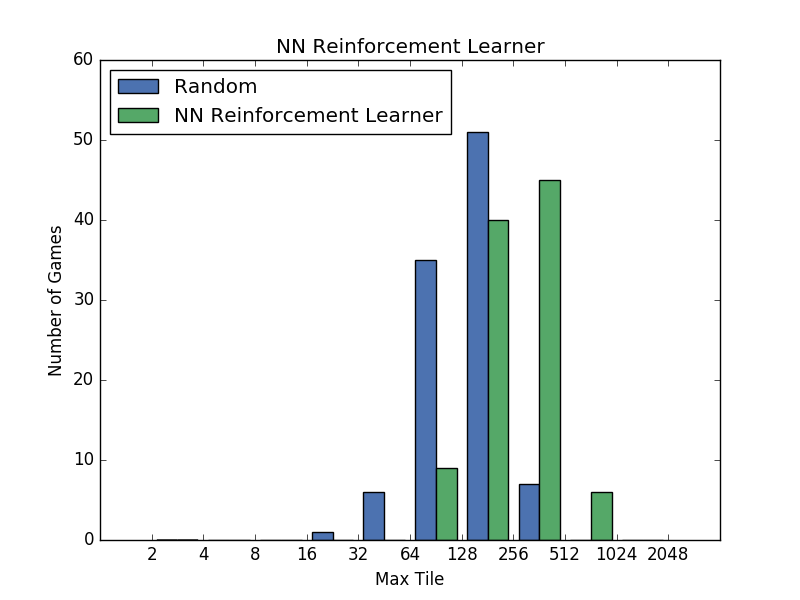 NN Reinforcement Learner
Random
NN Reinforcement Learner
60
50
40
30
20
10
0
Number of Games
2 4 8 16 32 64 128 256 512 1024 2048
Max Tile